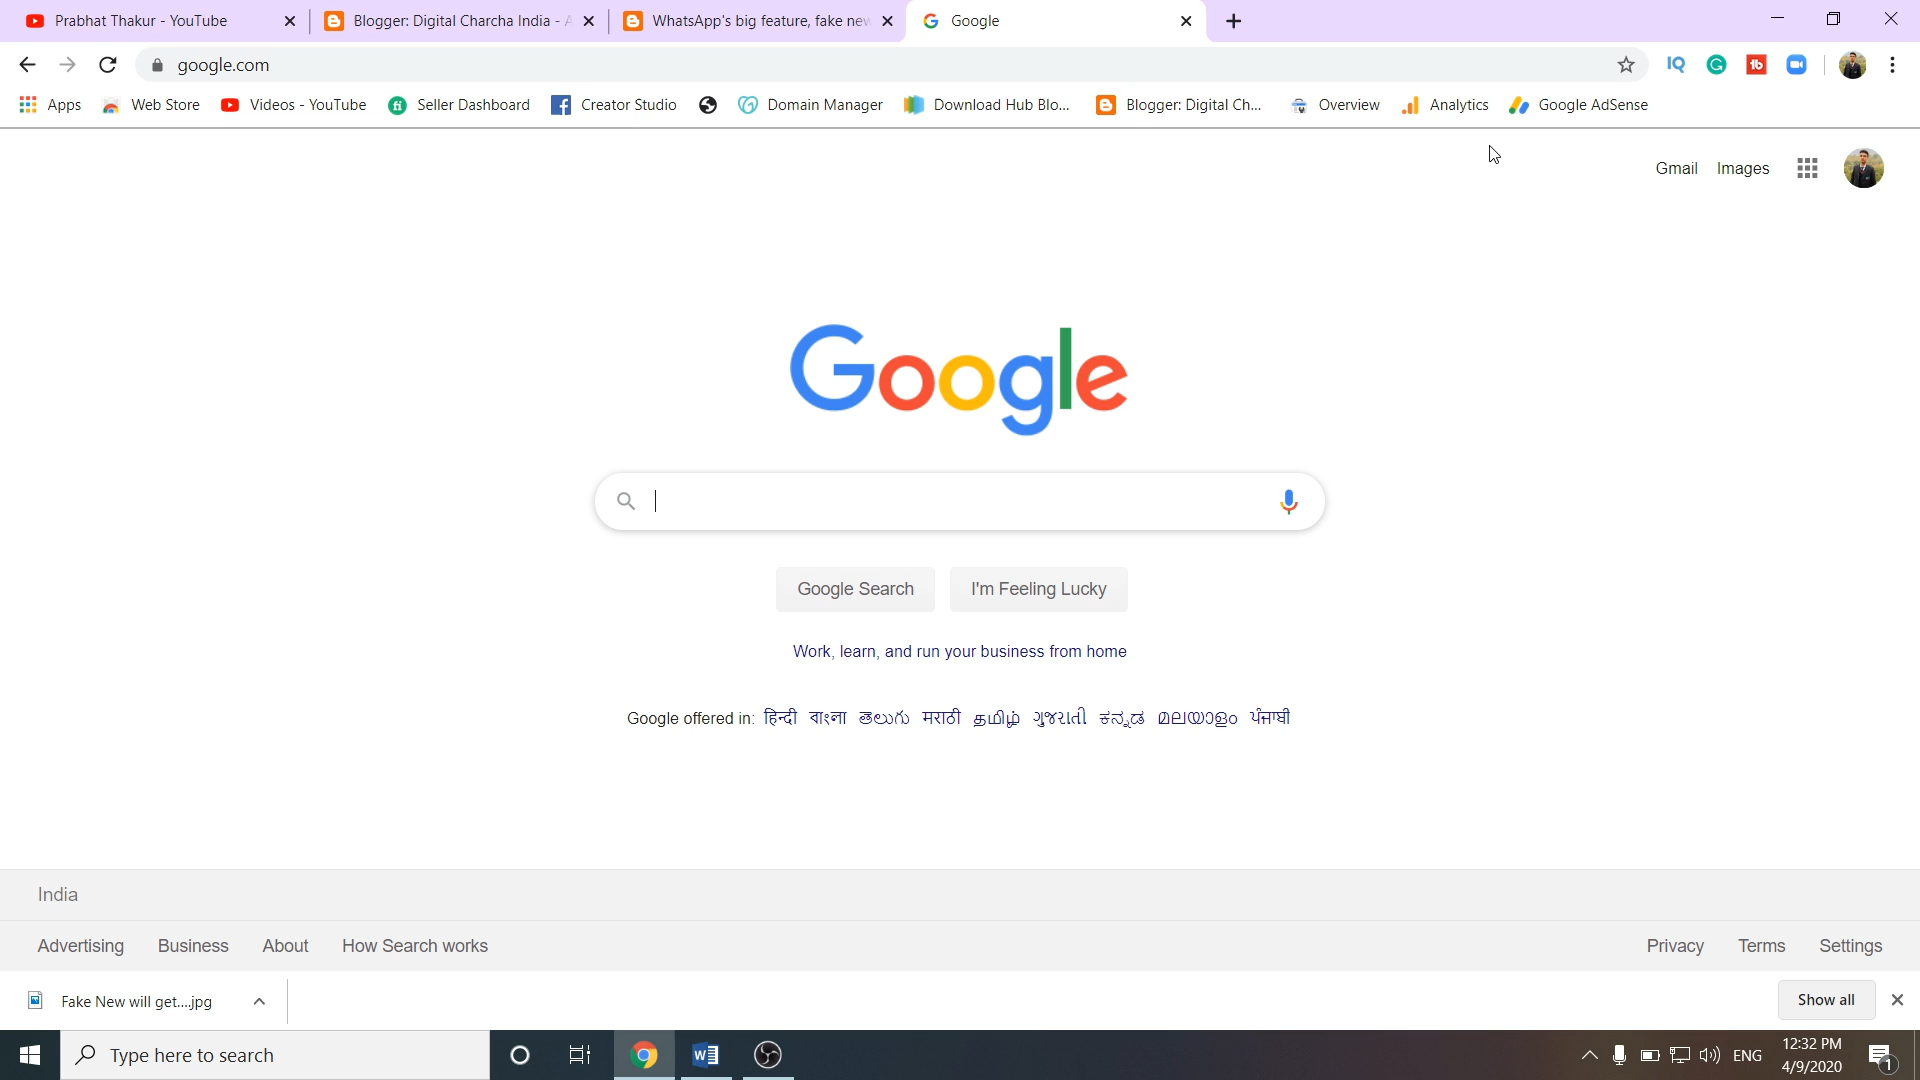 Prabhat Thakur - YouTube
Blogger: Digital Charcha India - A
WhatsApp's big feature, fake new
Google
google.com
Apps
Web Store
Videos - YouTube
Seller Dashboard
Creator Studio
Domain Manager
Download Hub Blo...
Blogger: Digital Ch...
Overview
Analytics
Google AdSense
Gmail Images
Google
Google Search
I'm Feeling Lucky
Work, learn, and run your business from home
Google offered in: हिन्दी বাংলা తెలుగు मराठी தமிழ் ગુજરાતી ಕನ್ನಡ മലയാളം ਪੰਜਾਬੀ
India
Advertising Business About How Search works
Privacy Terms Settings
Fake New will get....jpg
Show all
Type here to search
ENG
12:32 PM
4/9/2020
1